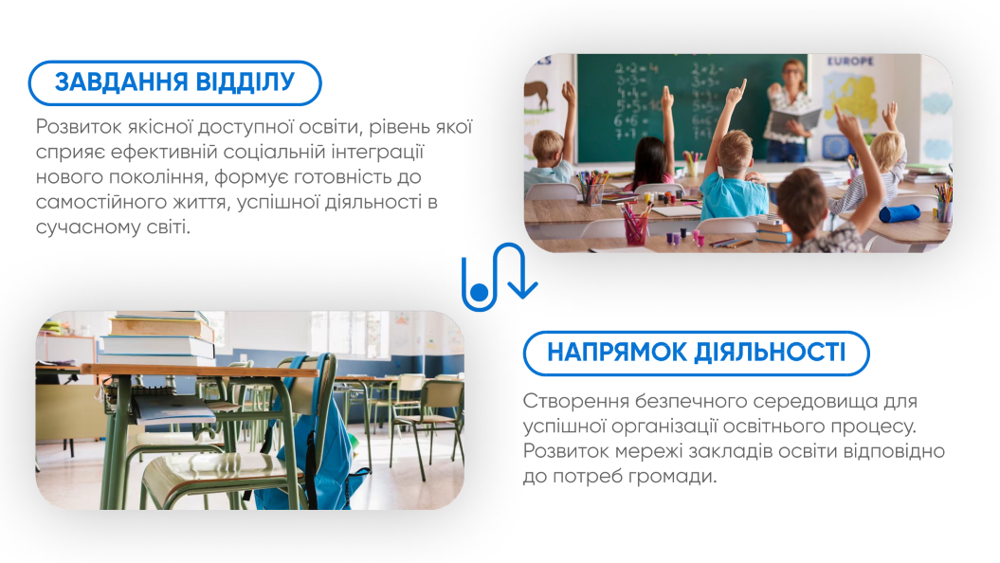 ЗАВДАННЯ ВІДДІЛУ
Розвиток якісної доступної освіти, рівень якої
сприяє ефективній соціальній інтеграції
нового покоління, формує готовність до
самостійного життя, успішної діяльності в
сучасному світі.
EUROPE
НАПРЯМОК ДІЯЛЬНОСТІ
Створення безпечного середовища для
успішної організації освітнього процесу.
Розвиток мережі закладів освіти відповідно
до потреб громади.